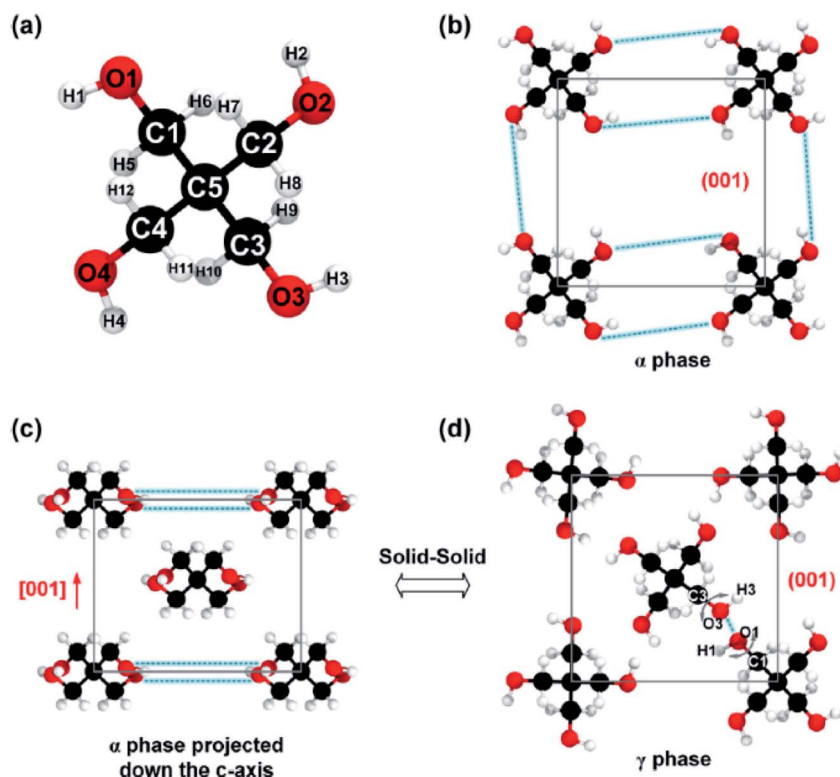 (a)
H2
H1
O1
H6
H7
O2
C1
C2
H5
H12
C5
H8
H9
C4
C3
O4
H11
H10
O3
H3
H4
(b)
(001)
α phase
(c)
[001]
α phase projected
down the c-axis
Solid-Solid
(d)
(001)
C3
H3
O3
O1
H1
C1
γ phase